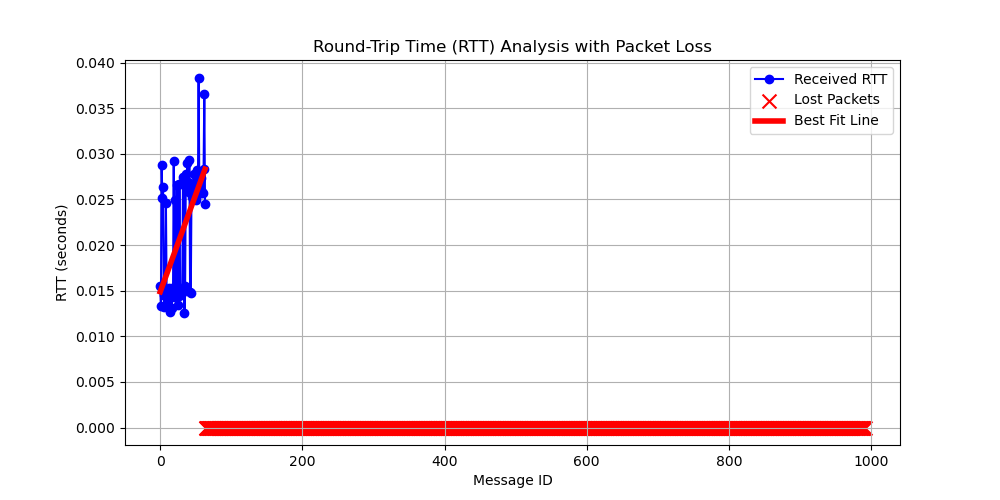 Round-Trip Time (RTT) Analysis with Packet Loss
RTT (seconds)
0.040
0.035
0.030
0.025
0.020
0.015
0.010
0.005
0.000
Received RTT
Lost Packets
Best Fit Line
0 200 400 600 800 1000
Message ID